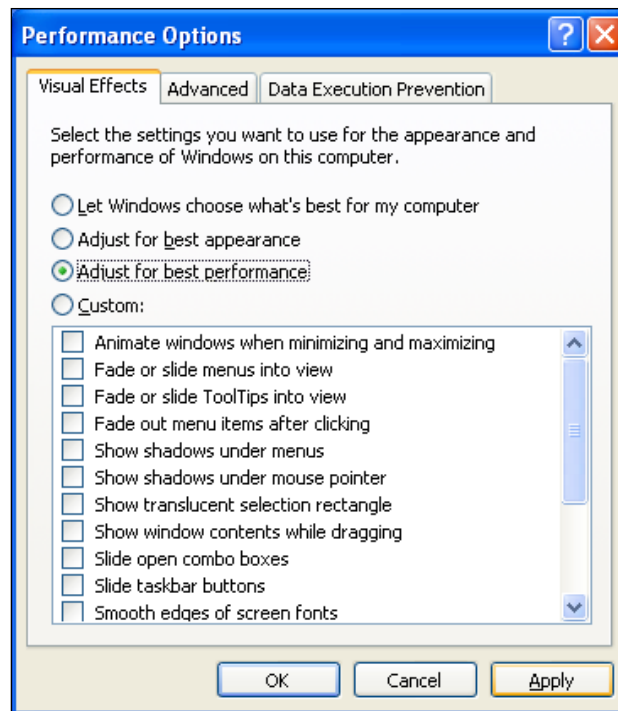 Performance Options
Visual Effects Advanced Data Execution Prevention
Select the settings you want to use for the appearance and
performance of Windows on this computer.
Let Windows choose what's best for my computer
Adjust for best appearance
Adjust for best performance
Custom:
Animate windows when minimizing and maximizing
Fade or slide menus into view
Fade or slide ToolTips into view
Fade out menu items after clicking
Show shadows under menus
Show shadows under mouse pointer
Show translucent selection rectangle
Show window contents while dragging
Slide open combo boxes
Slide taskbar buttons
Smooth edges of screen fonts
OK Cancel Apply